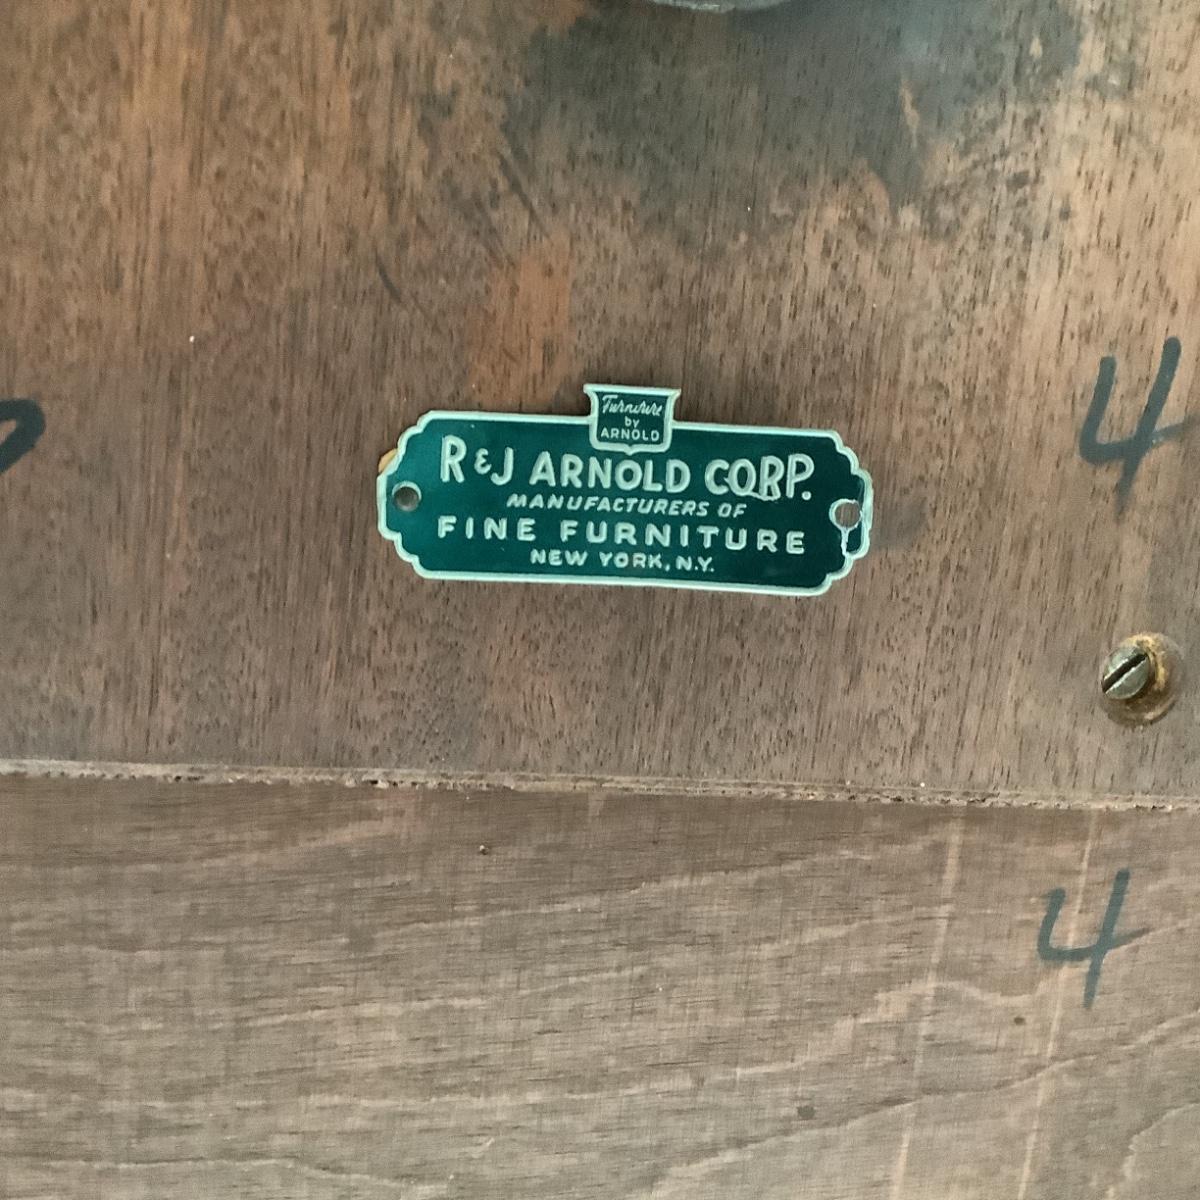 Furniture
by
ARNOLD
R & J ARNOLD CORP.
MANUFACTURERS OF
FINE FURNITURE
NEW YORK, N.Y.
4
4